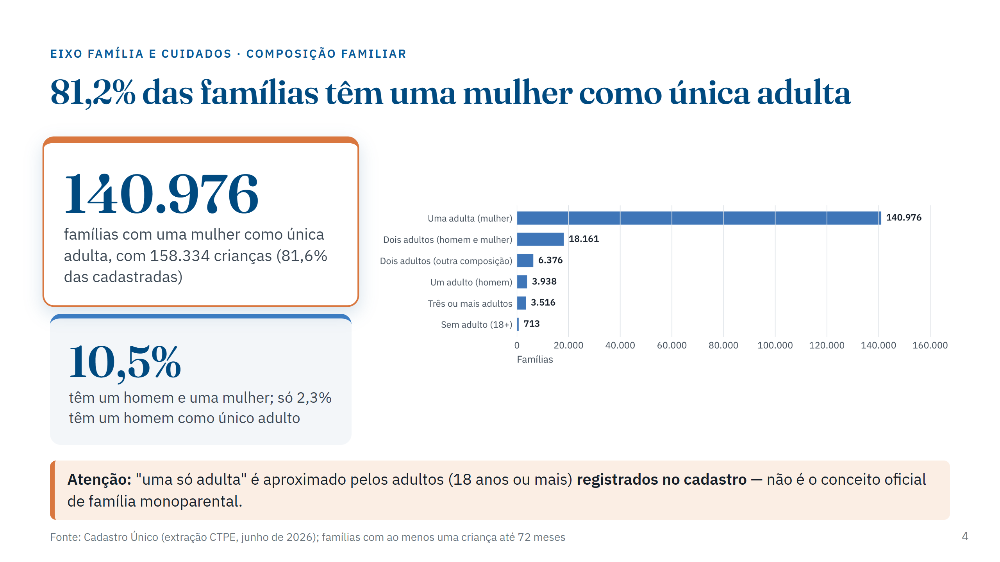 EIXO FAMÍLIA E CUIDADOS · COMPOSIÇÃO FAMILIAR
81,2% das famílias têm uma mulher como única adulta
140.976
famílias com uma mulher como única
adulta, com 158.334 crianças (81,6%
das cadastradas)
10,5%
têm um homem e uma mulher; só 2,3%
têm um homem como único adulto
Uma adulta (mulher) 140.976
Dois adultos (homem e mulher) 18.161
Dois adultos (outra composição) 6.376
Um adulto (homem) 3.938
Três ou mais adultos 3.516
Sem adulto (18+) 713
0 20.000 40.000 60.000 80.000 100.000 120.000 140.000 160.000
Famílias
Atenção: "uma só adulta" é aproximado pelos adultos (18 anos ou mais) registrados no cadastro — não é o conceito oficial
de família monoparental.
Fonte: Cadastro Único (extração CTPE, junho de 2026); famílias com ao menos uma criança até 72 meses
4